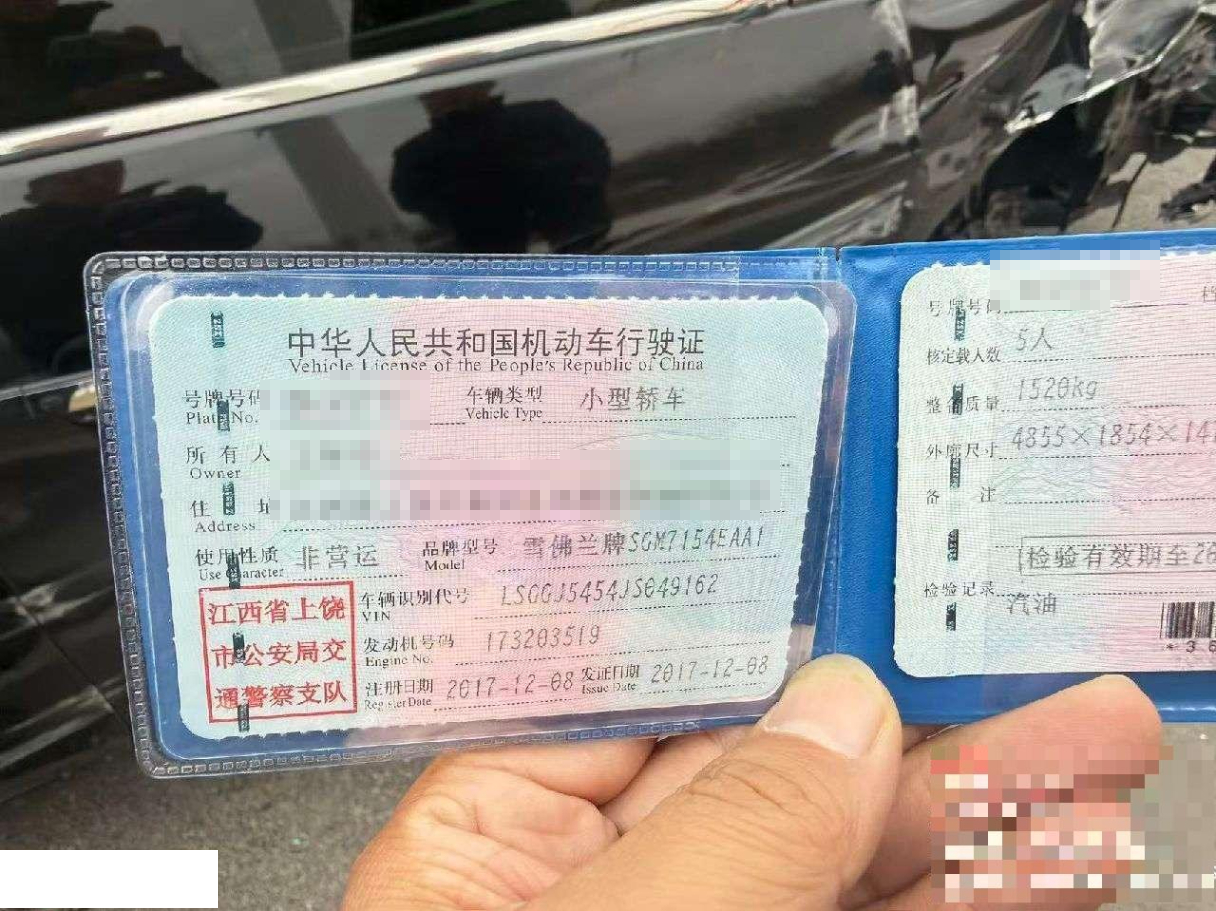 中华人民共和国机动车行驶证
Vehicle License of the People's Republic of China
号牌号码
Plate No.
车辆类型 小型轿车
Vehicle Type
所有人
Owner
住 址
Address
使用性质 非营运
Use Character
品牌型号 雪佛兰牌SGM7154EAA1
Model
江西省上饶
市公安局交
通警察支队
车辆识别代号 LSGGJ5454JS049162
VIN
发动机号码 173203519
Engine No.
注册日期 2017-12-08
Register Date
发证日期 2017-12-08
Issue Date
号牌号码
核定载人数 5人
整备质量 1520kg
外廓尺寸 4855×1854×147
备 注
检验有效期至20
检验记录
汽油
*36